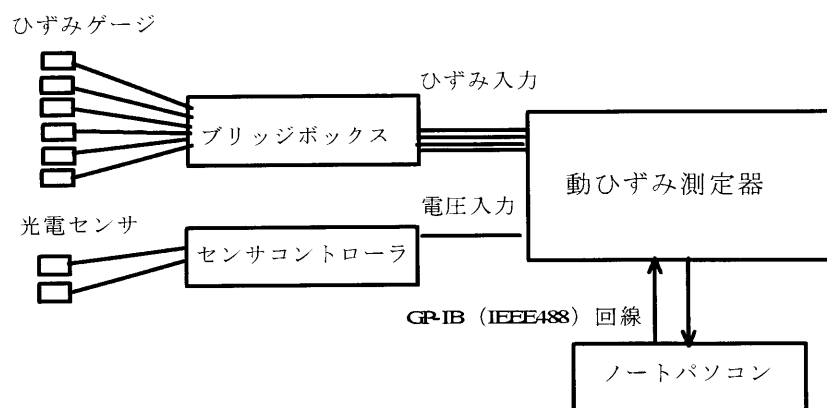 ひずみゲージ
ひずみ入力
ブリッジボックス
動ひずみ測定器
光電センサ
電圧入力
センサコントローラ
GP-IB（IEEE488）回線
ノートパソコン